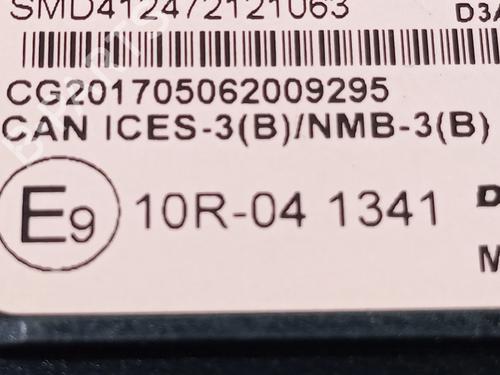 SMD412472121063 D3A
CG201705062009295
CAN ICES-3(B)/NMB-3(B)
E9 10R-04 1341 D
M